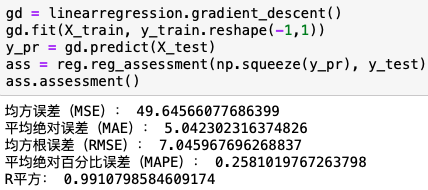 gd = linearregression.gradient_descent()
gd.fit(X_train, y_train.reshape(-1,1))
y_pr = gd.predict(X_test)
ass = reg.reg_assessment(np.squeeze(y_pr), y_test)
ass.assessment()
均方误差（MSE）： 49.64566077686399
平均绝对误差（MAE）： 5.042302316374826
均方根误差（RMSE）： 7.045967696268837
平均绝对百分比误差（MAPE）： 0.2581019767263798
R平方： 0.9910798584609174